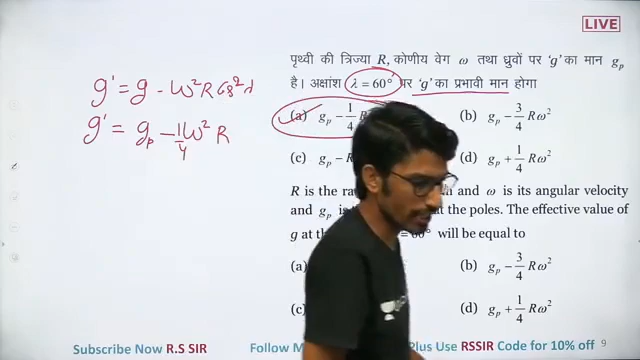 LIVE
पृथ्वी की त्रिज्या R, कोणीय वेग ω तथा ध्रुवों पर 'g' का मान gₚ
है। अक्षांश λ = 60° पर 'g' का प्रभावी मान होगा
g' = g - ω²R cos²λ
g' = gₚ - 1/4 ω² R
(a) gₚ - 1/4 R
(b) gₚ - 3/4 Rω²
(c) gₚ - R
(d) gₚ + 1/4 Rω²
R is the and ω is its angular velocity
and gₚ is at the poles. The effective value of
g at 60° will be equal to
(a)
(b) gₚ - 3/4 Rω²
(c)
(d) gₚ + 1/4 Rω²
9
Subscribe Now R.S SIR
Follow Plus Use RSSIR Code for 10% off